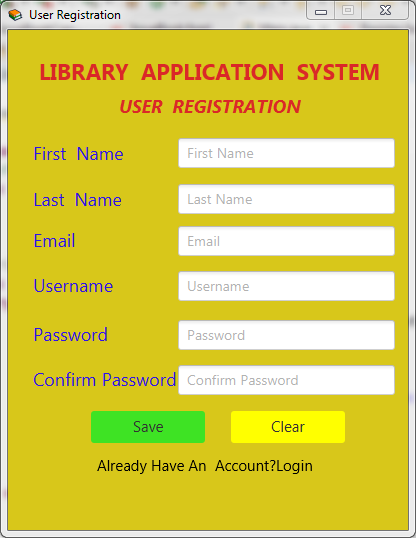 User Registration
LIBRARY APPLICATION SYSTEM
USER REGISTRATION
First Name First Name
Last Name Last Name
Email Email
Username Username
Password Password
Confirm Password Confirm Password
Save Clear
Already Have An Account?Login